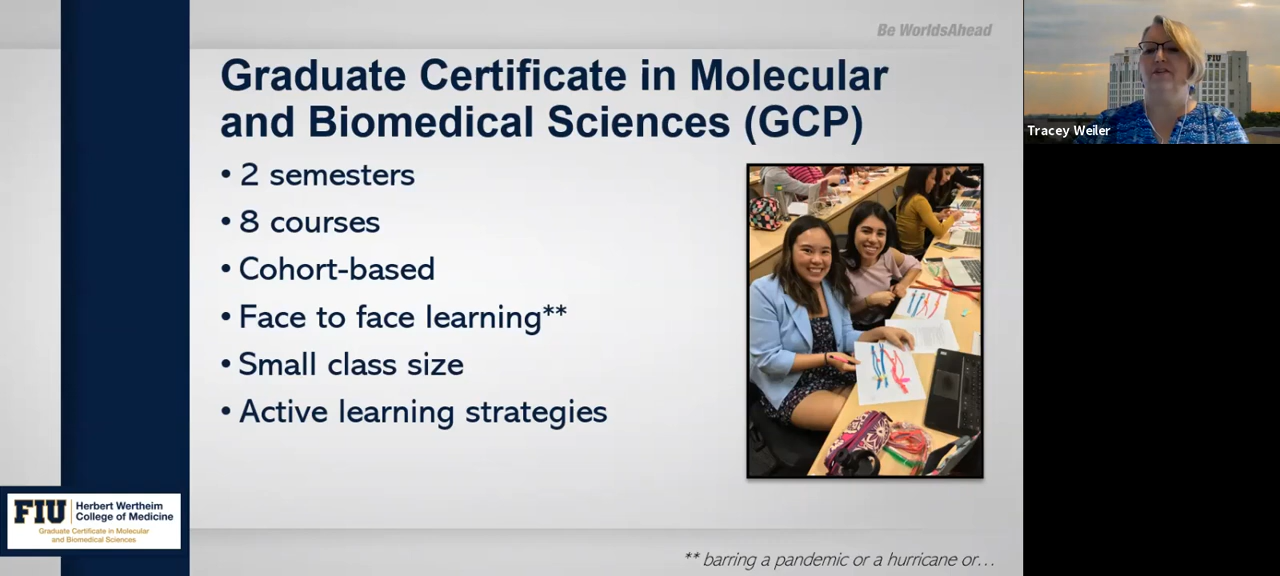 Be WorldsAhead
Graduate Certificate in Molecular
and Biomedical Sciences (GCP)
• 2 semesters
• 8 courses
• Cohort-based
• Face to face learning**
• Small class size
• Active learning strategies
FIU
Tracey Weiler
FIU Herbert Wertheim
College of Medicine
Graduate Certificate in Molecular
and Biomedical Sciences
** barring a pandemic or a hurricane or…